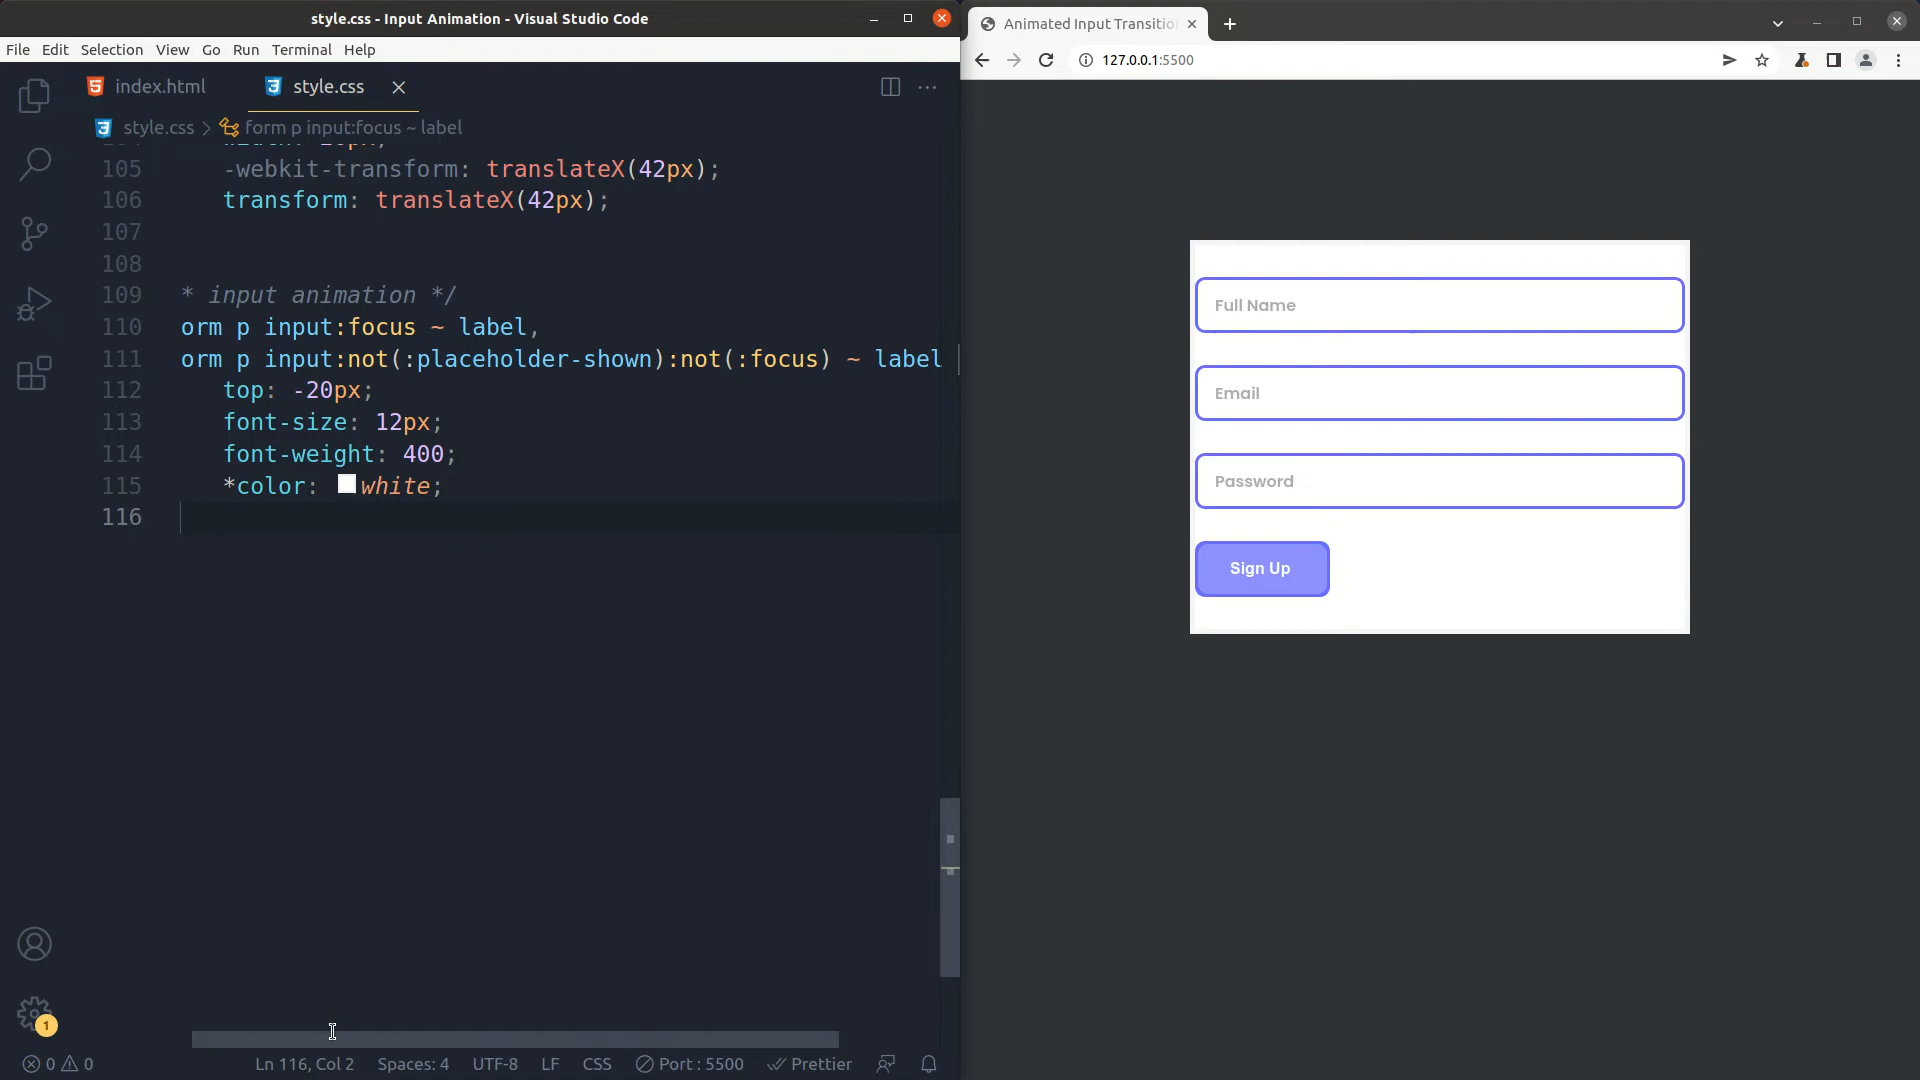 style.css - Input Animation - Visual Studio Code
File Edit Selection View Go Run Terminal Help
index.html
style.css
style.css > form p input:focus ~ label
105 -webkit-transform: translateX(42px);
106 transform: translateX(42px);
107
108
109 * input animation */
110 orm p input:focus ~ label,
111 orm p input:not(:placeholder-shown):not(:focus) ~ label
112 top: -20px;
113 font-size: 12px;
114 font-weight: 400;
115 *color: white;
116
1
0 0 Ln 116, Col 2 Spaces: 4 UTF-8 LF CSS Port : 5500 Prettier
Animated Input Transitio
127.0.0.1:5500
Full Name
Email
Password
Sign Up